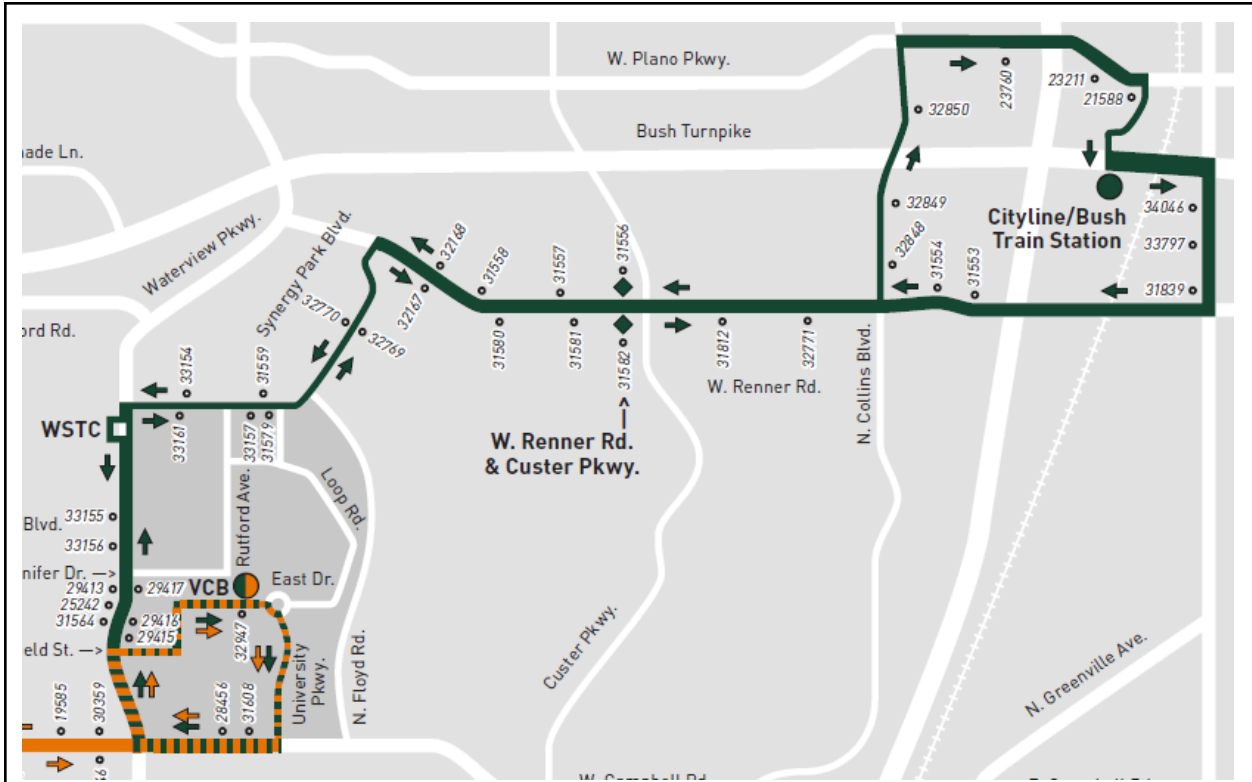 W. Plano Pkwy.
23760
23211
21588
32850
Bush Turnpike
ade Ln.
32849
Cityline/Bush
Train Station
34046
33797
31839
Waterview Pkwy.
Synergy Park Blvd.
32168
31558
31557
31556
32848
31554
31553
32167
32770
32769
31580
31581
31582
31812
32771
ord Rd.
33154
31559
W. Renner Rd.
N. Collins Blvd.
WSTC
33161
33157
31579
W. Renner Rd.
& Custer Pkwy.
Loop Rd.
Rutford Ave.
33155
Blvd.
33156
nifer Dr. —>
29413
29417
VCB
East Dr.
25242
31564
29416
29415
32947
eld St. —>
University
Pkwy.
N. Floyd Rd.
Custer Pkwy.
N. Greenville Ave.
19585
30359
28456
31608
W. Campbell Rd.